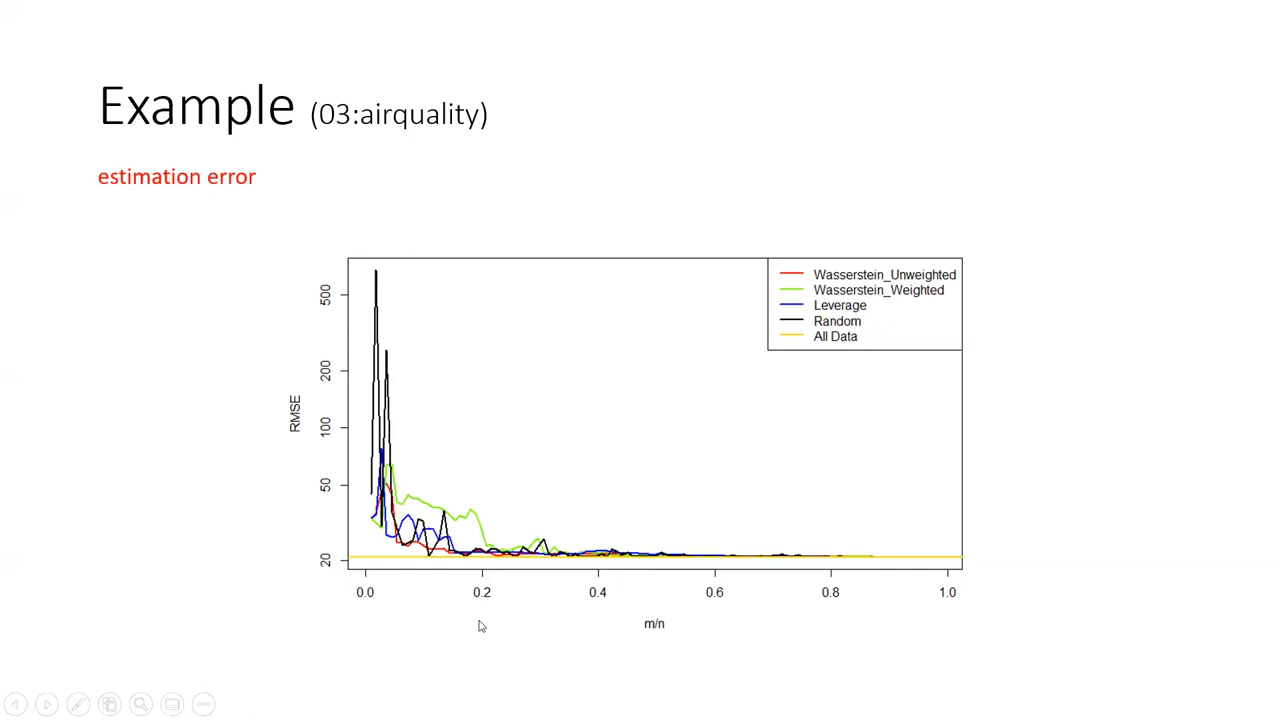 Example (03:airquality)
estimation error
Wasserstein_Unweighted
Wasserstein_Weighted
Leverage
Random
All Data
RMSE
500
200
100
50
20
0.0 0.2 0.4 0.6 0.8 1.0
m/n